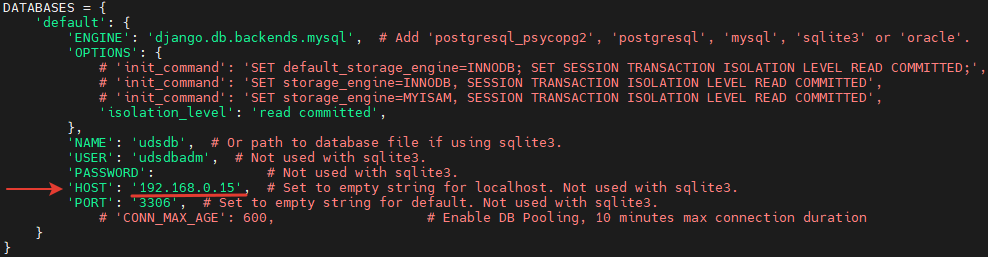 DATABASES = {
    'default': {
        'ENGINE': 'django.db.backends.mysql',  # Add 'postgresql_psycopg2', 'postgresql', 'mysql', 'sqlite3' or 'oracle'.
        'OPTIONS': {
            # 'init_command': 'SET default_storage_engine=INNODB; SET SESSION TRANSACTION ISOLATION LEVEL READ COMMITTED;',
            # 'init_command': 'SET storage_engine=INNODB, SESSION TRANSACTION ISOLATION LEVEL READ COMMITTED',
            # 'init_command': 'SET storage_engine=MYISAM, SESSION TRANSACTION ISOLATION LEVEL READ COMMITTED',
            'isolation_level': 'read committed',
        },
        'NAME': 'udsdb',  # Or path to database file if using sqlite3.
        'USER': 'udsdbadm',  # Not used with sqlite3.
        'PASSWORD':              # Not used with sqlite3.
        'HOST': '192.168.0.15',  # Set to empty string for localhost. Not used with sqlite3.
        'PORT': '3306',  # Set to empty string for default. Not used with sqlite3.
            # 'CONN_MAX_AGE': 600,                   # Enable DB Pooling, 10 minutes max connection duration
    }
}